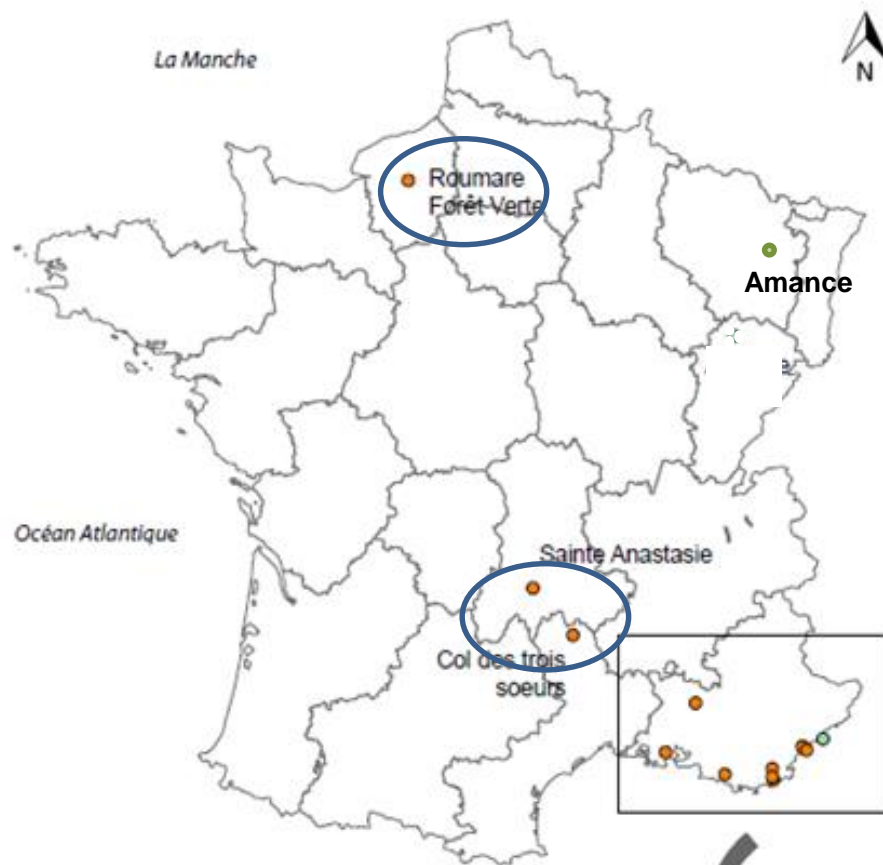 La Manche
N
Roumare
Forêt Verte
Amance
e
Océan Atlantique
Sainte Anastasie
Col des trois
soeurs